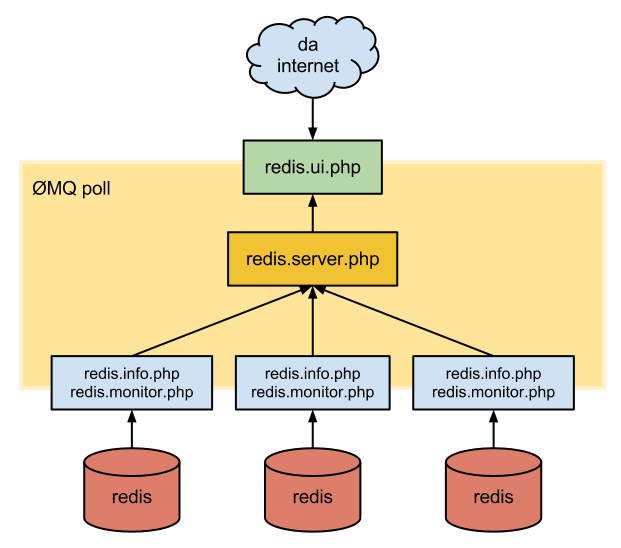 da
internet
redis.ui.php
ØMQ poll
redis.server.php
redis.info.php
redis.monitor.php
redis.info.php
redis.monitor.php
redis.info.php
redis.monitor.php
redis
redis
redis